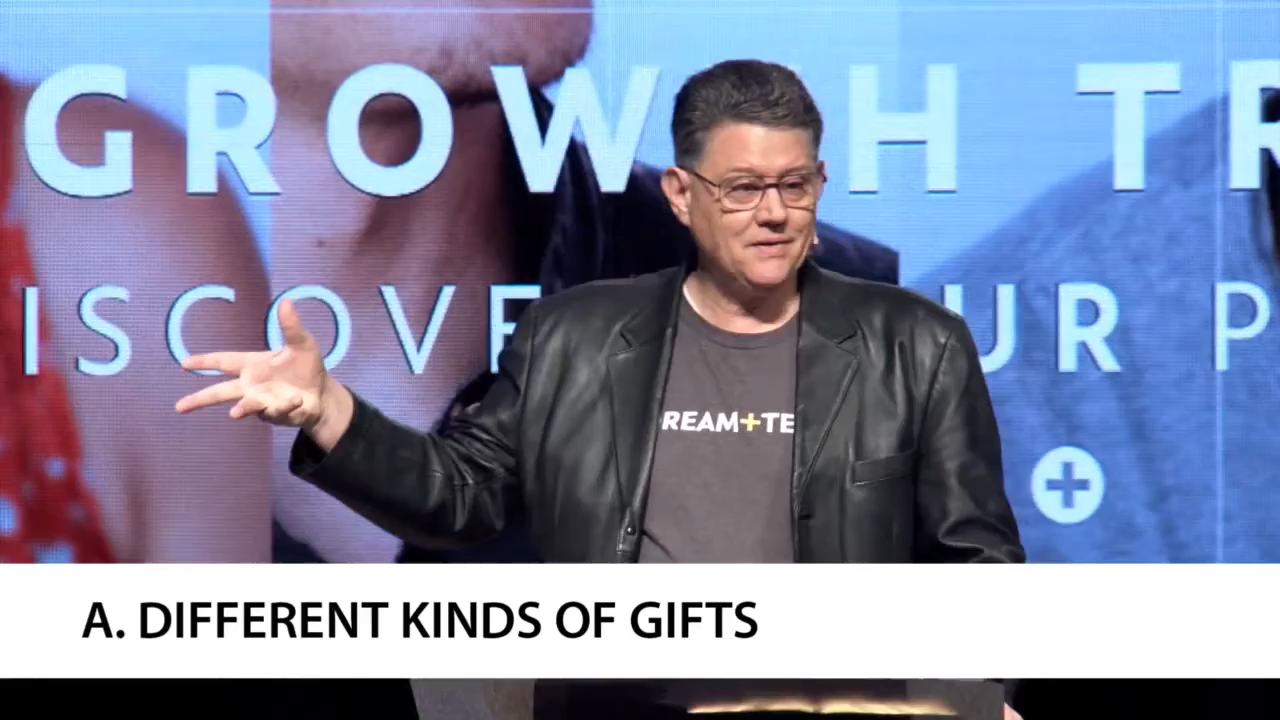 GROW H TR
ISCOVE UR P
REAM+TE
A. DIFFERENT KINDS OF GIFTS